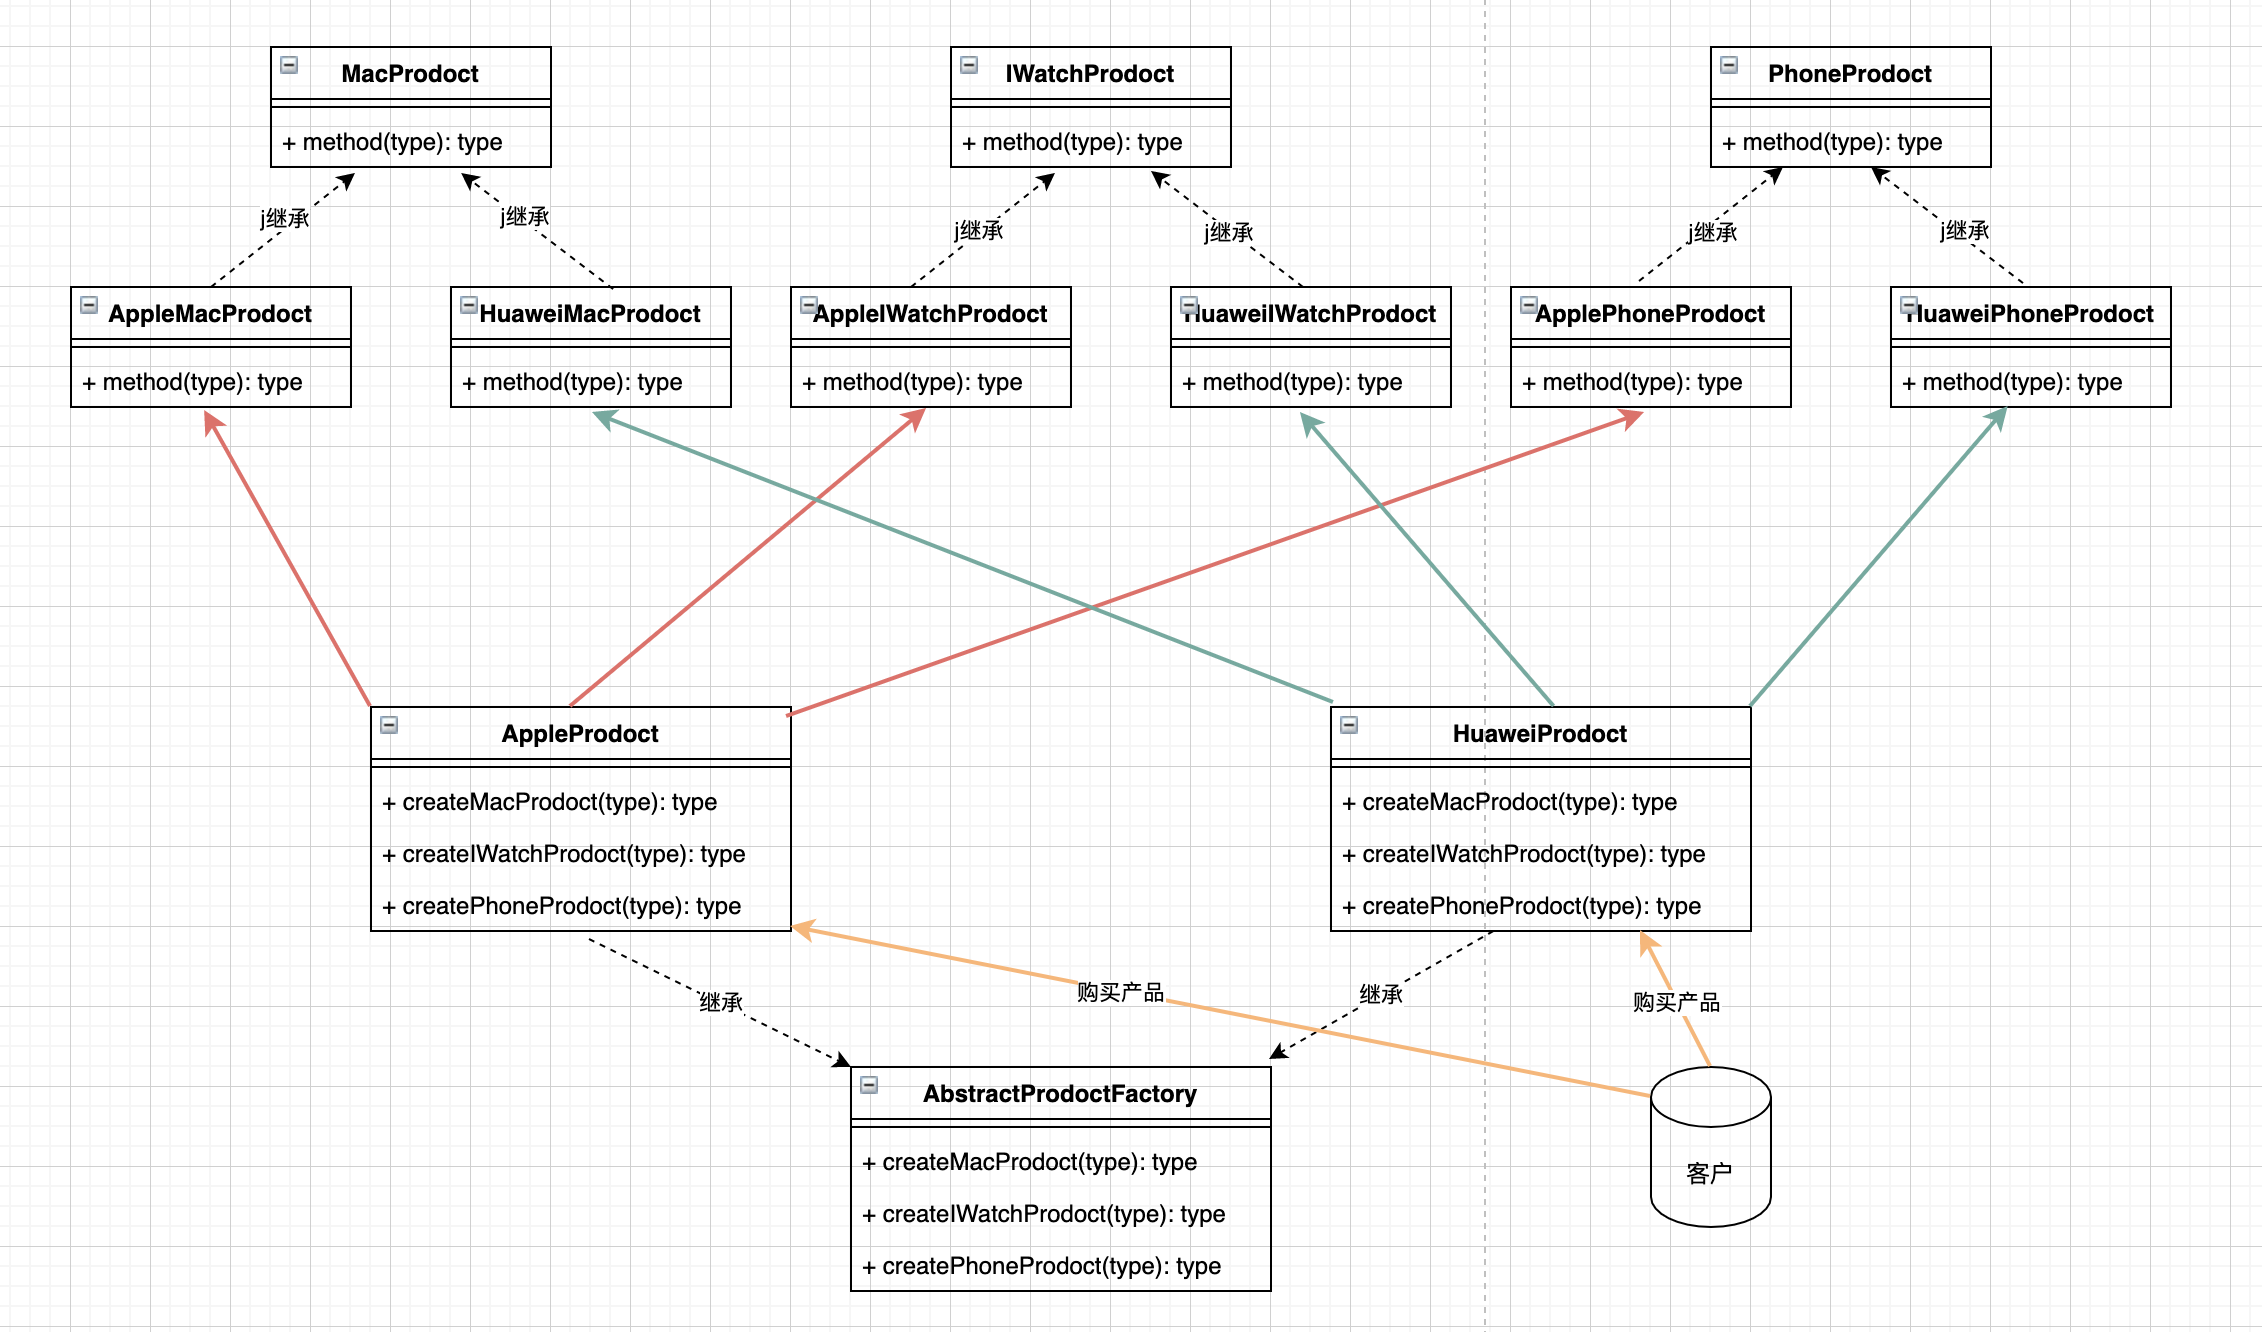 MacProdoct
+ method(type): type
IWatchProdoct
+ method(type): type
PhoneProdoct
+ method(type): type
j继承
j继承
j继承
j继承
j继承
j继承
AppleMacProdoct
+ method(type): type
HuaweiMacProdoct
+ method(type): type
AppleIWatchProdoct
+ method(type): type
HuaweiIWatchProdoct
+ method(type): type
ApplePhoneProdoct
+ method(type): type
HuaweiPhoneProdoct
+ method(type): type
AppleProdoct
+ createMacProdoct(type): type
+ createIWatchProdoct(type): type
+ createPhoneProdoct(type): type
HuaweiProdoct
+ createMacProdoct(type): type
+ createIWatchProdoct(type): type
+ createPhoneProdoct(type): type
继承
购买产品
继承
购买产品
AbstractProdoctFactory
+ createMacProdoct(type): type
+ createIWatchProdoct(type): type
+ createPhoneProdoct(type): type
客户